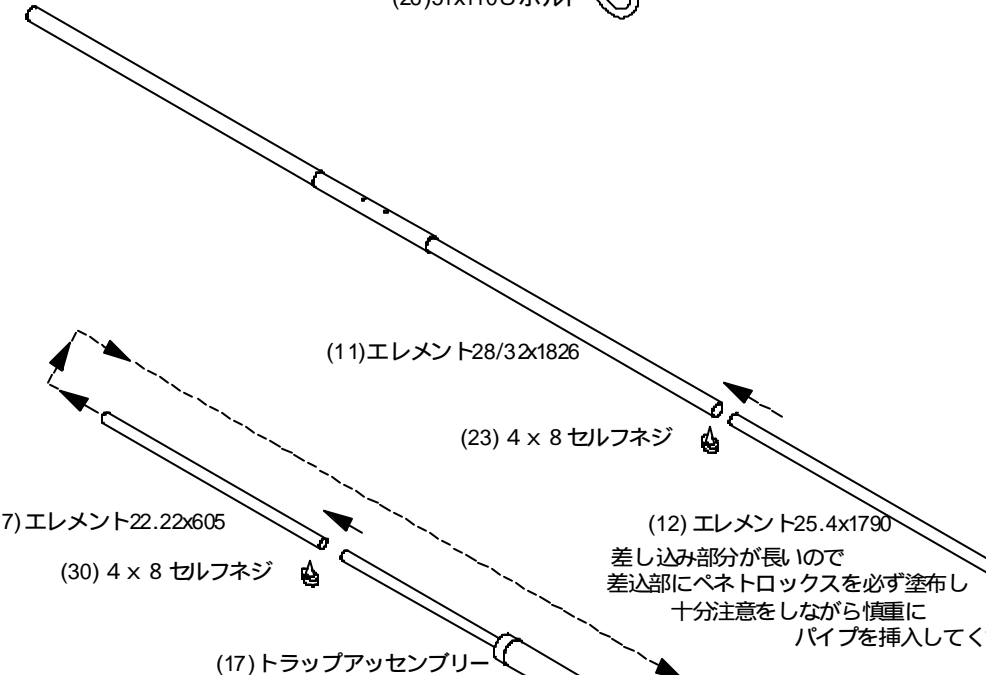 (11)エレメント28/32x1826
(23) 4 x 8 セルフネジ
7) エレメント22.22x605
(12) エレメント25.4x1790
差し込み部分が長いので
差込部にペネトロックスを必ず塗布し
十分注意をしながら慎重に
パイプを挿入してく
(30) 4 x 8 セルフネジ
(17)トラップアッセンブリー